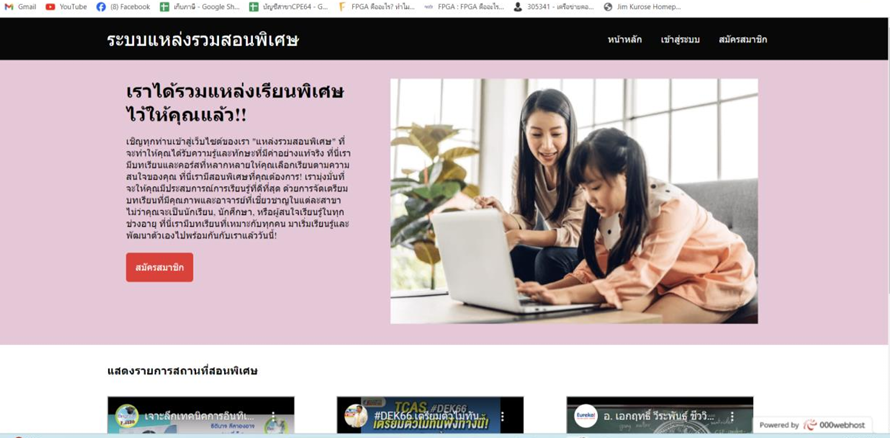 Gmail YouTube (8) Facebook เก็บภาษี - Google Sh... บัญชีสาขาCPE64 - G... FPGA คืออะไร? ทำไม... FPGA : FPGA คืออะไร... 305341 - เครือข่ายคอ... Jim Kurose Homep...
ระบบแหล่งรวมสอนพิเศษ
หน้าหลัก เข้าสู่ระบบ สมัครสมาชิก
เราได้รวมแหล่งเรียนพิเศษ
ไว้ให้คุณแล้ว!!
เชิญทุกท่านเข้าสู่เว็บไซต์ของเรา "แหล่งรวมสอนพิเศษ" ที่
จะทำให้คุณได้รับความรู้และทักษะที่มีค่าอย่างแท้จริง ที่นี่เรา
มีบทเรียนและคอร์สที่หลากหลายให้คุณเลือกเรียนตามความ
สนใจของคุณ ที่นี่เรามีสอนพิเศษที่คุณต้องการ! เรามุ่งมั่นที่
จะให้คุณมีประสบการณ์การเรียนรู้ที่ดีที่สุด ด้วยการจัดเตรียม
บทเรียนที่มีคุณภาพและอาจารย์ที่เชี่ยวชาญในแต่ละสาขา
ไม่ว่าคุณจะเป็นนักเรียน, นักศึกษา, หรือผู้สนใจเรียนรู้ในทุก
ช่วงอายุ ที่นี่เรามีบทเรียนที่เหมาะกับทุกคน มาเริ่มเรียนรู้และ
พัฒนาตัวเองไปพร้อมกันกับเราแล้ววันนี้!
สมัครสมาชิก
แสดงรายการสถานที่สอนพิเศษ
เจาะลึกเทคนิคการอินทิเ...
#DEK66 เตรียมตัวไม่ทัน...
TCAS
เตรียมตัวไม่ทันฟังทางนี้!
Eureka!
อ. เอกฤทธิ์ วีระพันธุ์ ชีววิ...
Powered by 000webhost